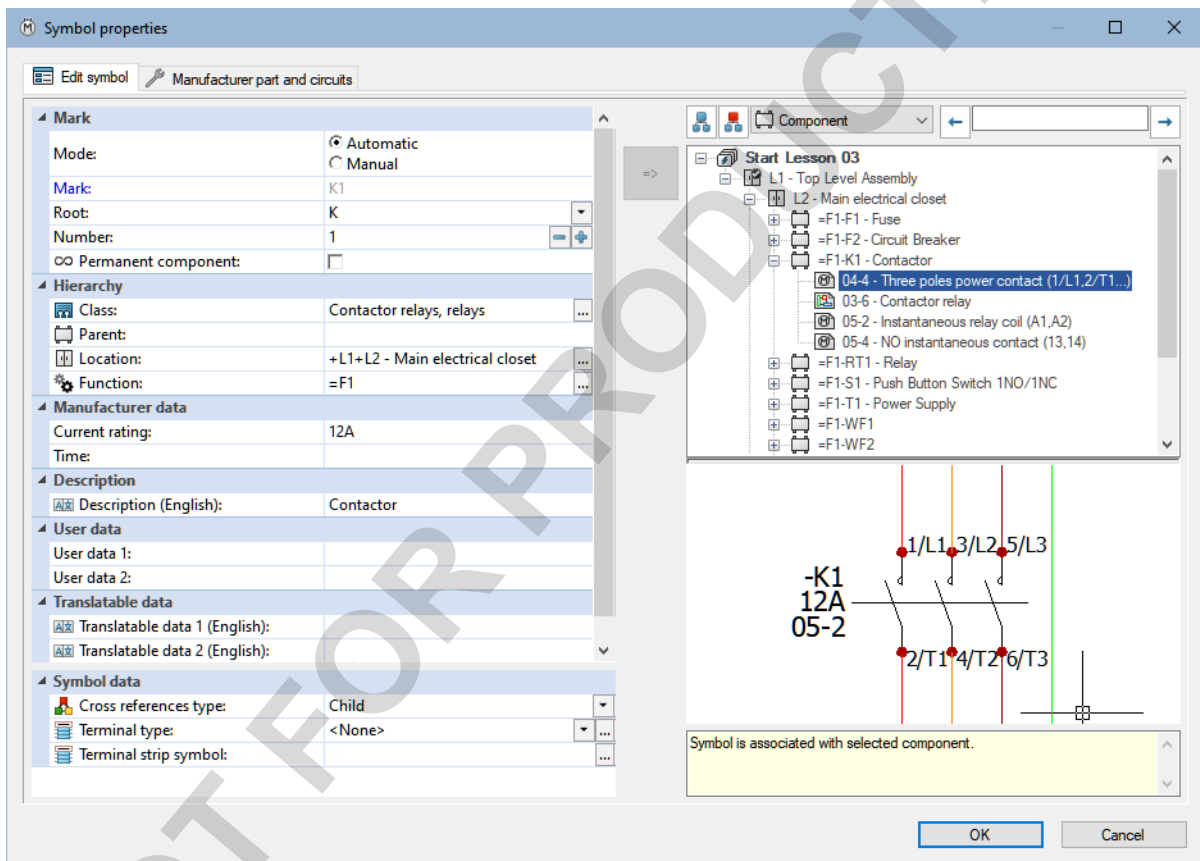 Symbol properties
Edit symbol
Manufacturer part and circuits
Mark
Mode:
Automatic
Manual
Mark: K1
Root: K
Number: 1
Permanent component:
Hierarchy
Class: Contactor relays, relays ...
Parent:
Location: +L1+L2 - Main electrical closet ...
Function: =F1 ...
Manufacturer data
Current rating: 12A
Time:
Description
Description (English): Contactor
User data
User data 1:
User data 2:
Translatable data
Translatable data 1 (English):
Translatable data 2 (English):
Symbol data
Cross references type: Child
Terminal type: <None> ...
Terminal strip symbol: ...
=>
Component
Start Lesson 03
L1 - Top Level Assembly
L2 - Main electrical closet
=F1-F1 - Fuse
=F1-F2 - Circuit Breaker
=F1-K1 - Contactor
04-4 - Three poles power contact (1/L1,2/T1...)
03-6 - Contactor relay
05-2 - Instantaneous relay coil (A1,A2)
05-4 - NO instantaneous contact (13,14)
=F1-RT1 - Relay
=F1-S1 - Push Button Switch 1NO/1NC
=F1-T1 - Power Supply
=F1-WF1
=F1-WF2
1/L1 3/L2 5/L3
-K1
12A
05-2
2/T1 4/T2 6/T3
Symbol is associated with selected component.
OK
Cancel
NOT FOR PRODUCTI